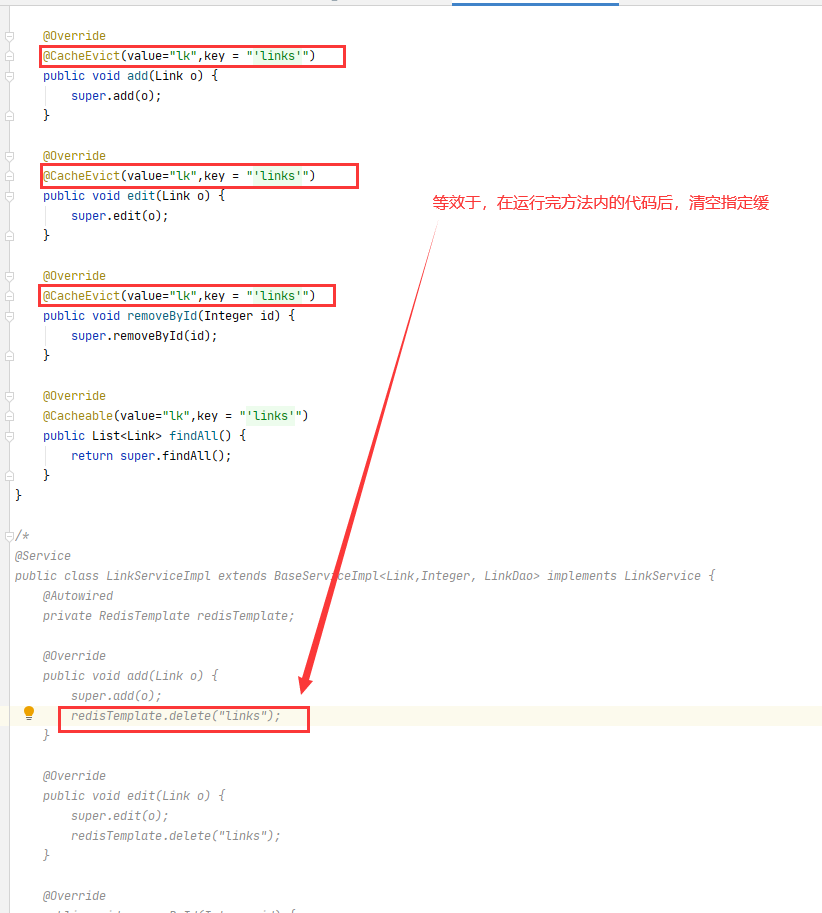 @Override
@CacheEvict(value="lk",key = "'links'")
public void add(Link o) {
super.add(o);
}
@Override
@CacheEvict(value="lk",key = "'links'")
public void edit(Link o) {
super.edit(o);
}
等效于，在运行完方法内的代码后，清空指定缓
@Override
@CacheEvict(value="lk",key = "'links'")
public void removeById(Integer id) {
super.removeById(id);
}
@Override
@Cacheable(value="lk",key = "'links'")
public List<Link> findAll() {
return super.findAll();
}
}
/*
@Service
public class LinkServiceImpl extends BaseServiceImpl<Link,Integer, LinkDao> implements LinkService {
@Autowired
private RedisTemplate redisTemplate;
@Override
public void add(Link o) {
super.add(o);
redisTemplate.delete("links");
}
@Override
public void edit(Link o) {
super.edit(o);
redisTemplate.delete("links");
}
@Override